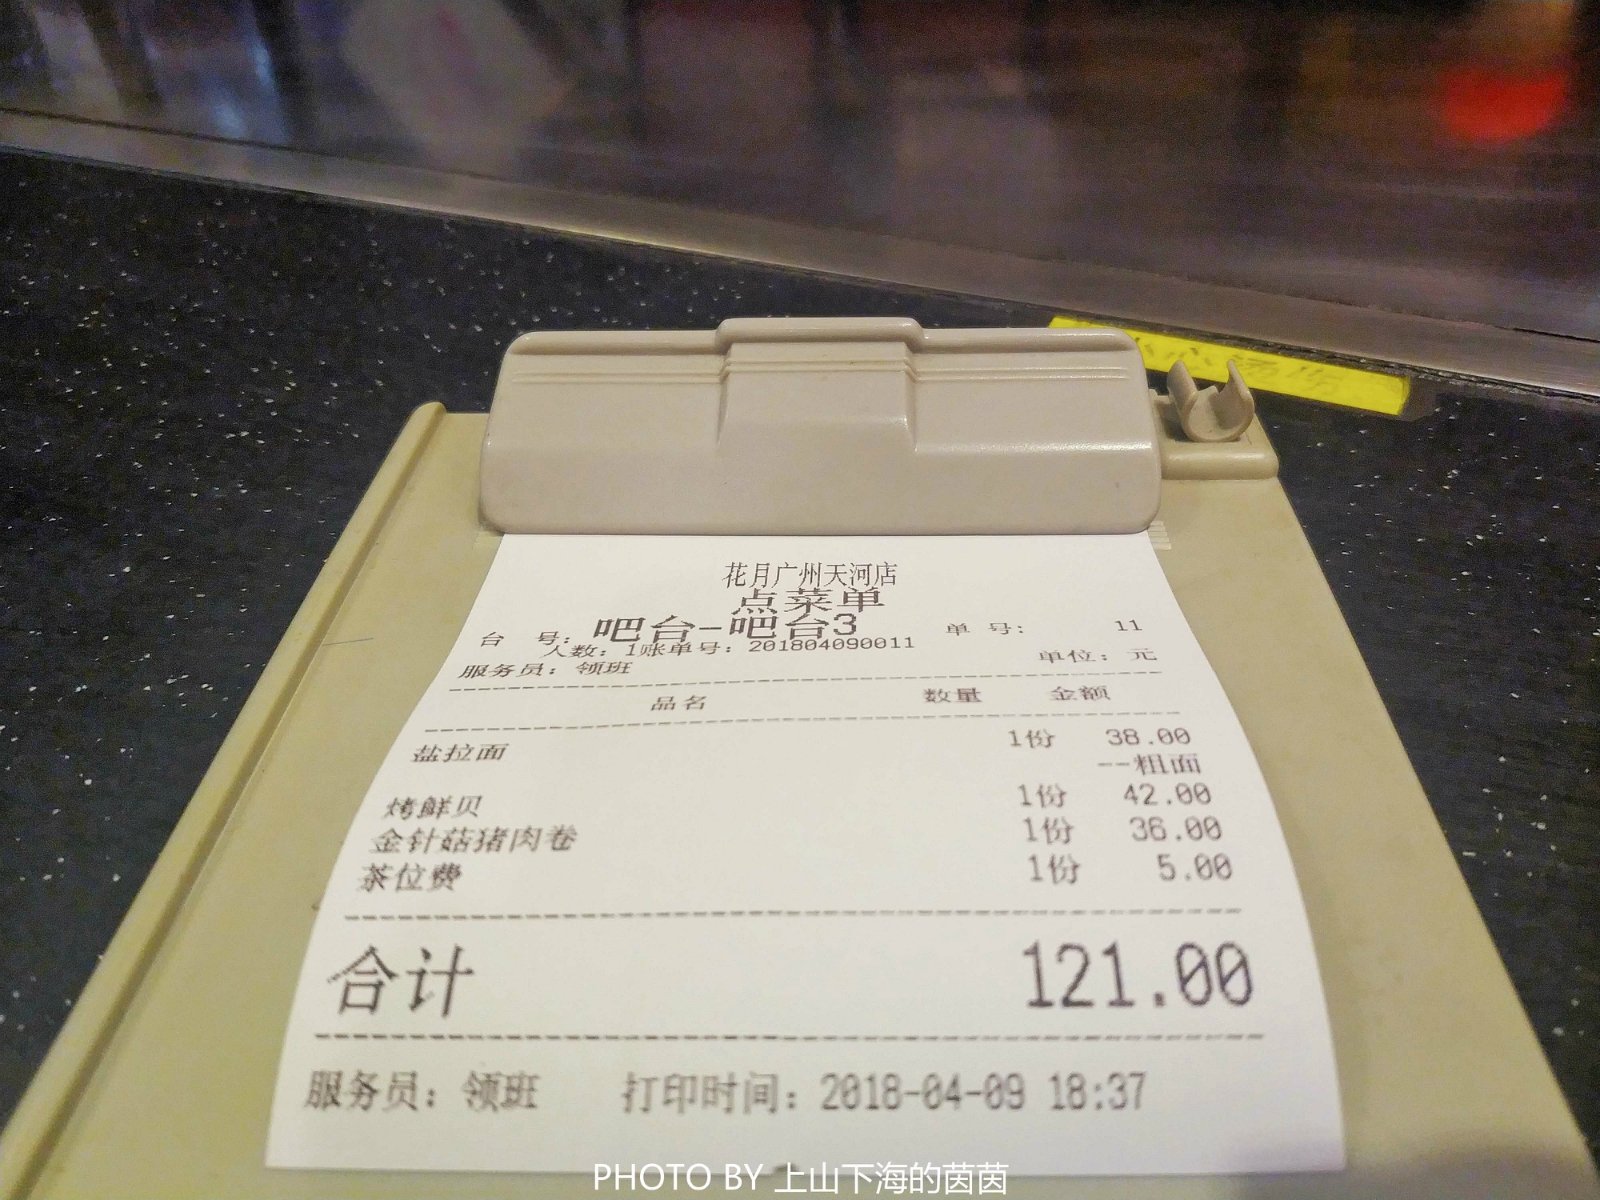 花月广州天河店
点菜单
台 号: 吧台-吧台3 单 号: 11
人数: 1账单号: 201804090011
服务员: 领班 单位: 元
品名 数量 金额
盐拉面 1份 38.00
--粗面
烤鲜贝 1份 42.00
金针菇猪肉卷 1份 36.00
茶位费 1份 5.00
合计 121.00
服务员: 领班 打印时间: 2018-04-09 18:37
PHOTO BY 上山下海的茵茵